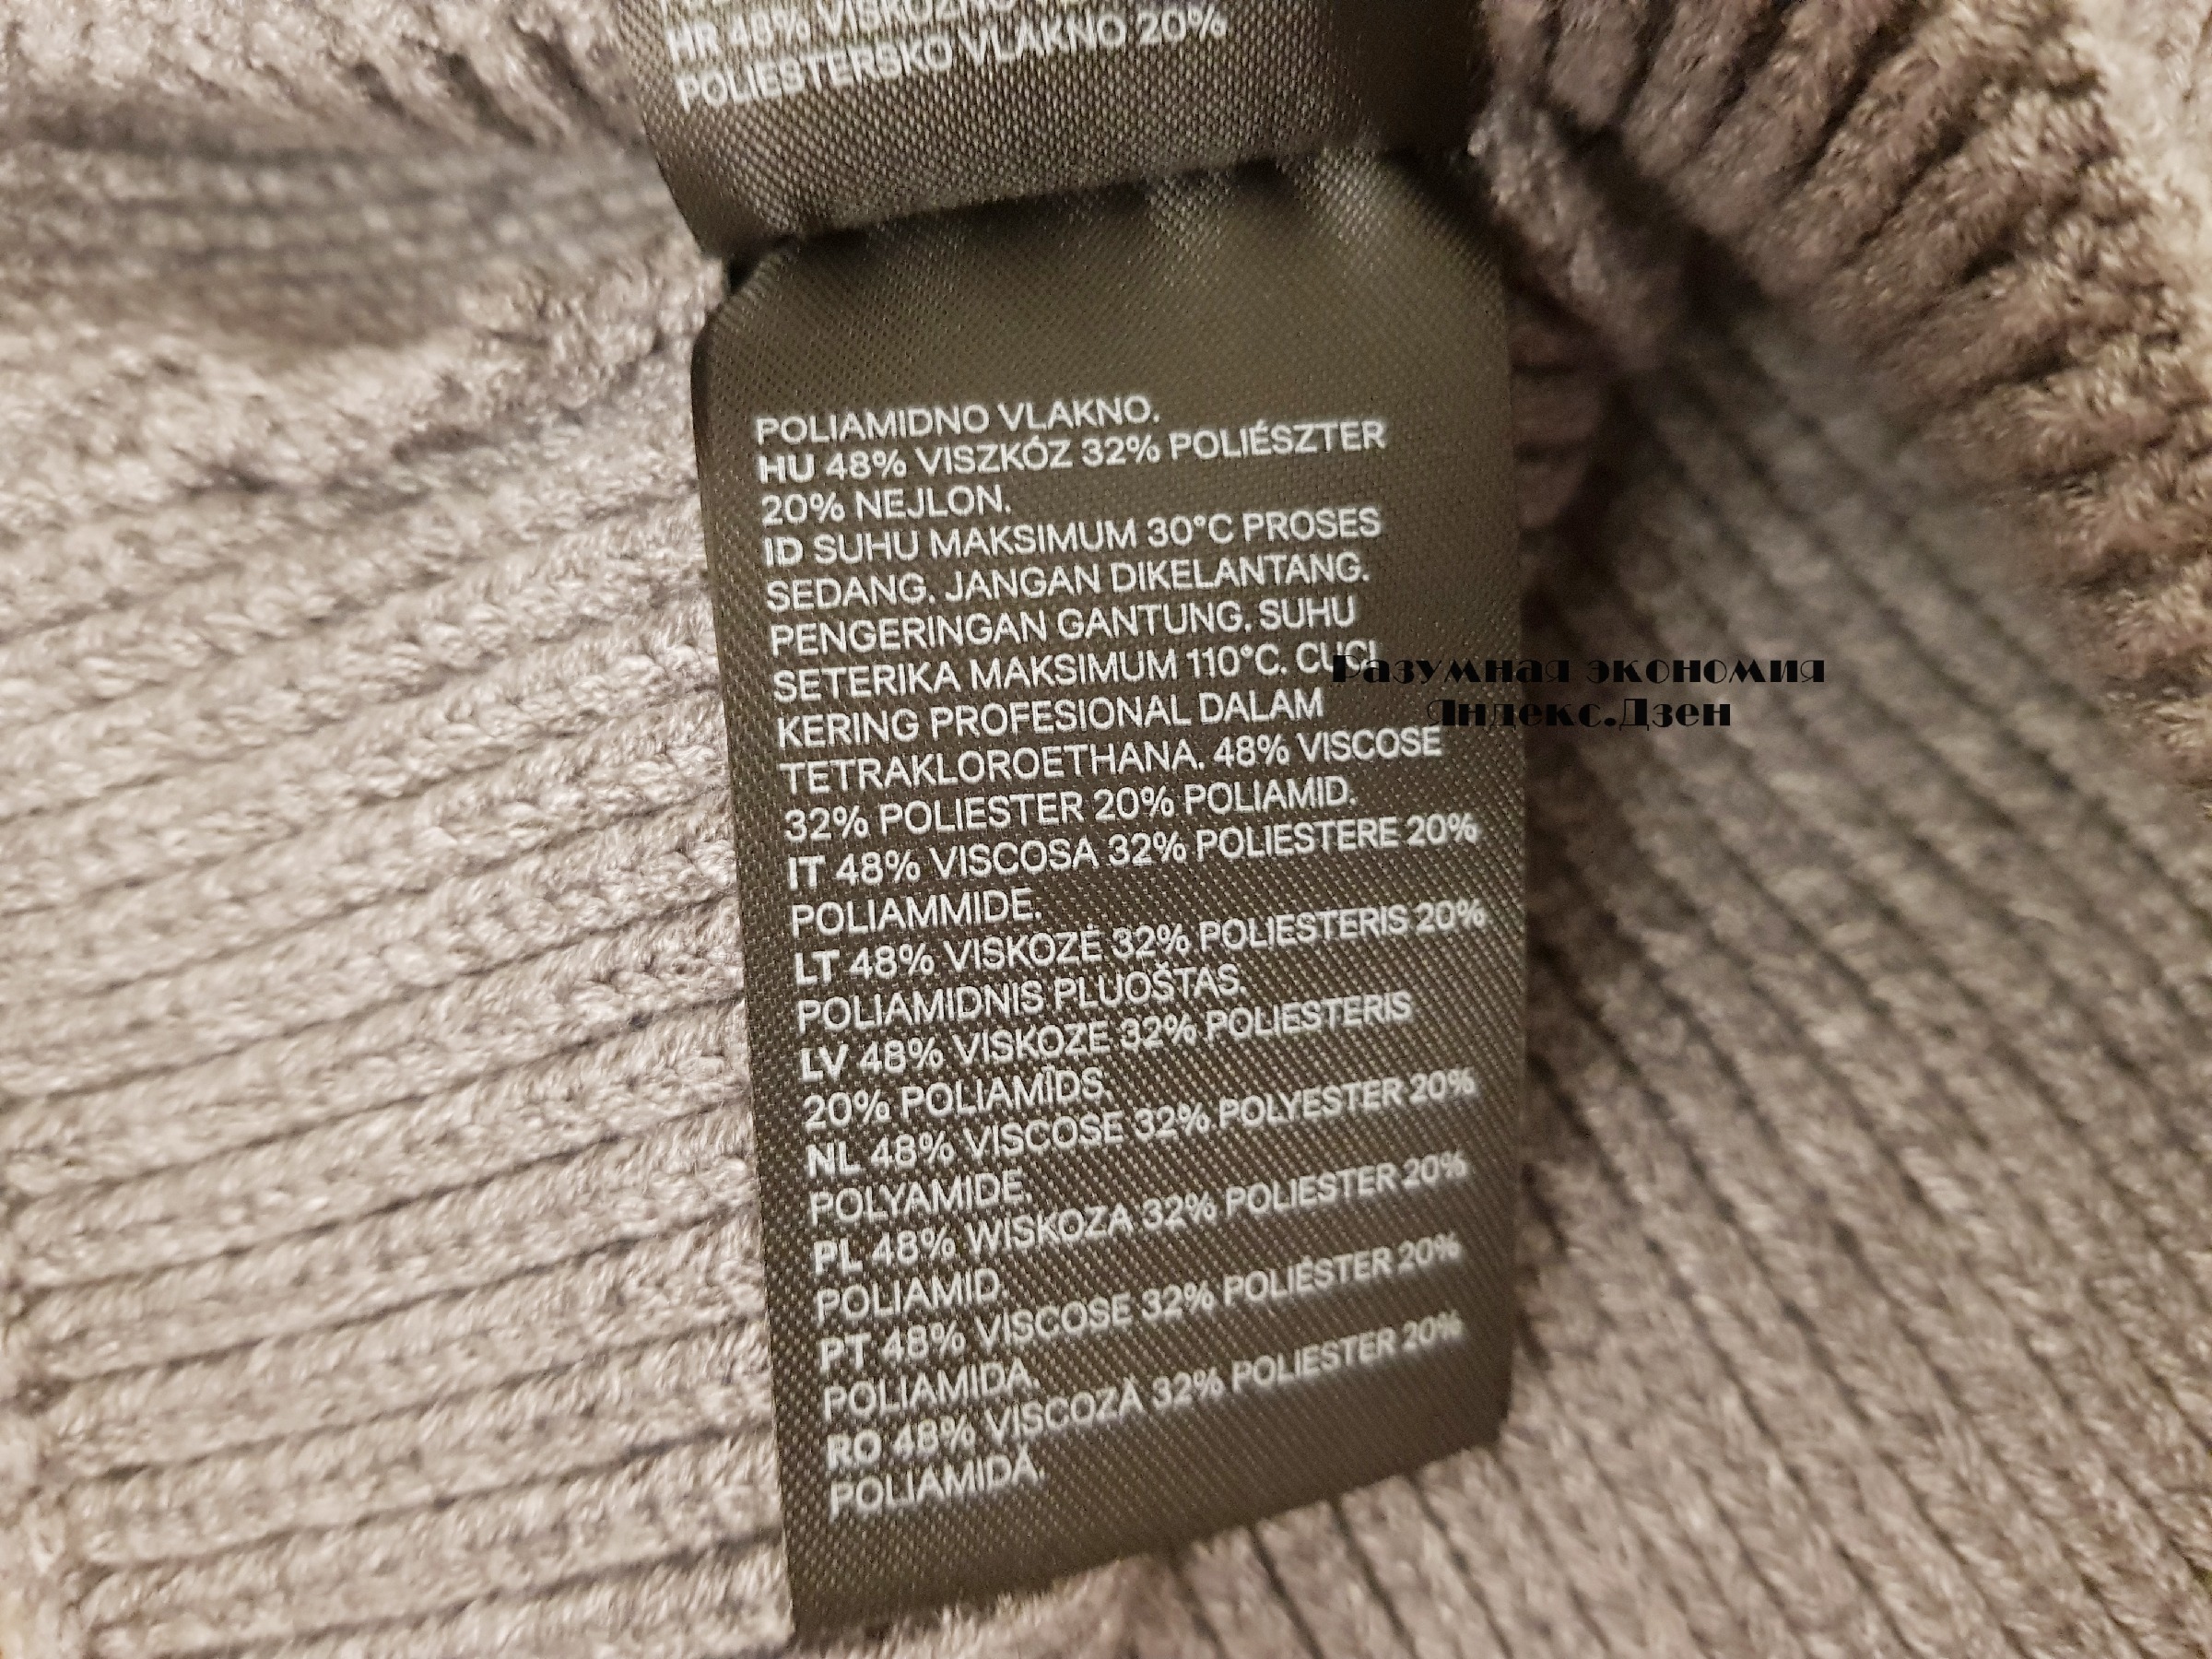 HR 48% VISKOZNO
POLIESTERSKO VLAKNO 20%
POLIAMIDNO VLAKNO.
HU 48% VISZKÓZ 32% POLIÉSZTER
20% NEJLON.
ID SUHU MAKSIMUM 30°C PROSES
SEDANG. JANGAN DIKELANTANG.
PENGERINGAN GANTUNG. SUHU
SETERIKA MAKSIMUM 110°C. CUCI
KERING PROFESIONAL DALAM
TETRAKLOROETHANA. 48% VISCOSE
32% POLIESTER 20% POLIAMID.
IT 48% VISCOSA 32% POLIESTERE 20%
POLIAMMIDE.
LT 48% VISKOZĖ 32% POLIESTERIS 20%
POLIAMIDNIS PLUOŠTAS.
LV 48% VISKOZE 32% POLIESTERIS
20% POLIAMĪDS.
NL 48% VISCOSE 32% POLYESTER 20%
POLYAMIDE.
PL 48% WISKOZA 32% POLIESTER 20%
POLIAMID.
PT 48% VISCOSE 32% POLIÉSTER 20%
POLIAMIDA.
RO 48% VISCOZĂ 32% POLIESTER 20%
POLIAMIDĂ.
Разумная экономия
Яндекс.Дзен